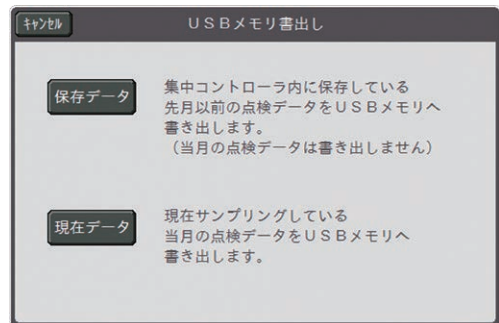 ｷｬﾝｾﾙ
ＵＳＢメモリ書出し
保存データ
集中コントローラ内に保存している
先月以前の点検データをＵＳＢメモリへ
書き出します。
（当月の点検データは書き出しません）
現在データ
現在サンプリングしている
当月の点検データをＵＳＢメモリへ
書き出します。